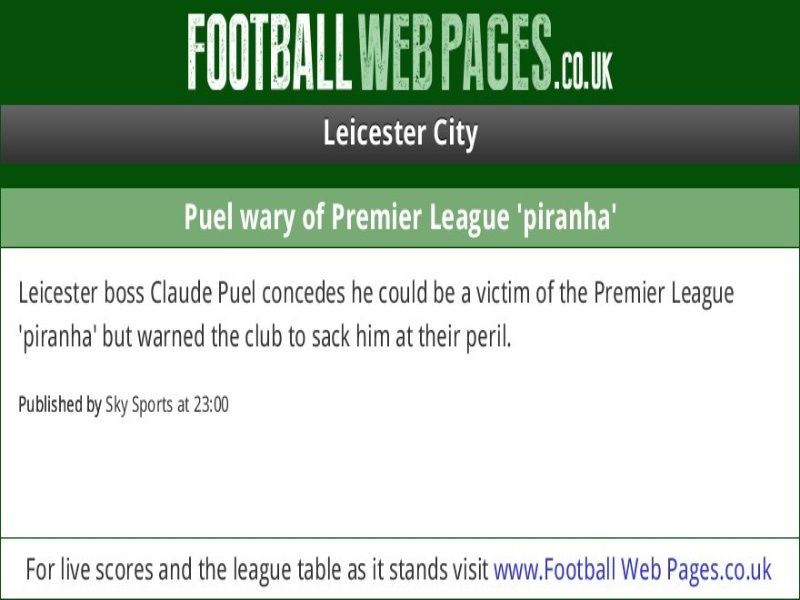 FOOTBALL WEB PAGES.CO.UK
Leicester City
Puel wary of Premier League 'piranha'
Leicester boss Claude Puel concedes he could be a victim of the Premier League
'piranha' but warned the club to sack him at their peril.
Published by Sky Sports at 23:00
For live scores and the league table as it stands visit www.Football Web Pages.co.uk